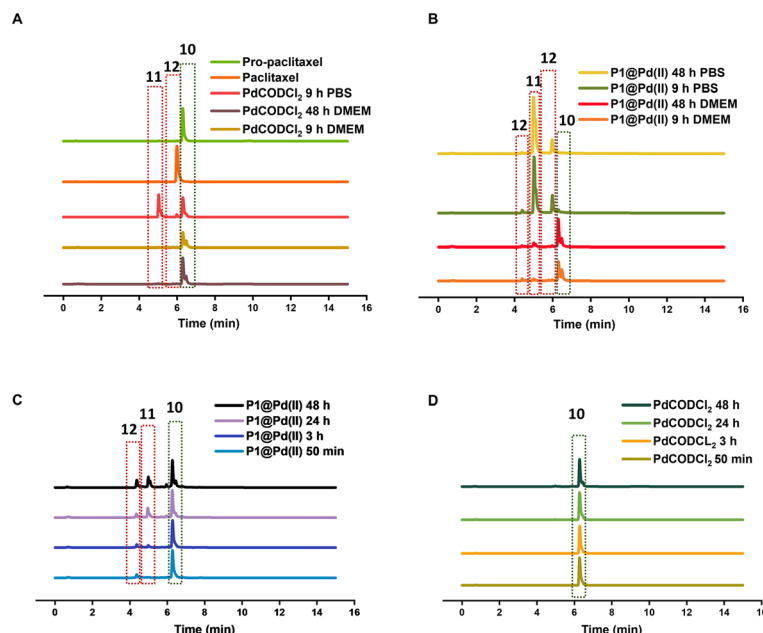 A
11
12
10
Pro-paclitaxel
Paclitaxel
PdCODCl₂ 9 h PBS
PdCODCl₂ 48 h DMEM
PdCODCl₂ 9 h DMEM
0 2 4 6 8 10 12 14 16
Time (min)
B
12
11
12
10
P1@Pd(II) 48 h PBS
P1@Pd(II) 9 h PBS
P1@Pd(II) 48 h DMEM
P1@Pd(II) 9 h DMEM
0 2 4 6 8 10 12 14 16
Time (min)
C
12
11
10
P1@Pd(II) 48 h
P1@Pd(II) 24 h
P1@Pd(II) 3 h
P1@Pd(II) 50 min
0 2 4 6 8 10 12 14 16
Time (min)
D
10
PdCODCl₂ 48 h
PdCODCl₂ 24 h
PdCODCL₂ 3 h
PdCODCl₂ 50 min
0 2 4 6 8 10 12 14 16
Time (min)